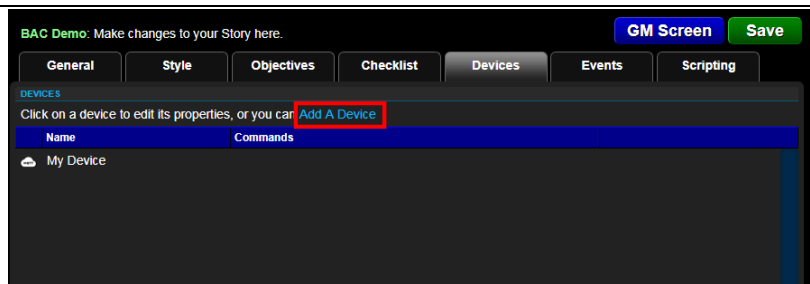 BAC Demo: Make changes to your Story here.
GM Screen Save
General Style Objectives Checklist Devices Events Scripting
DEVICES
Click on a device to edit its properties, or you can Add A Device
Name Commands
My Device